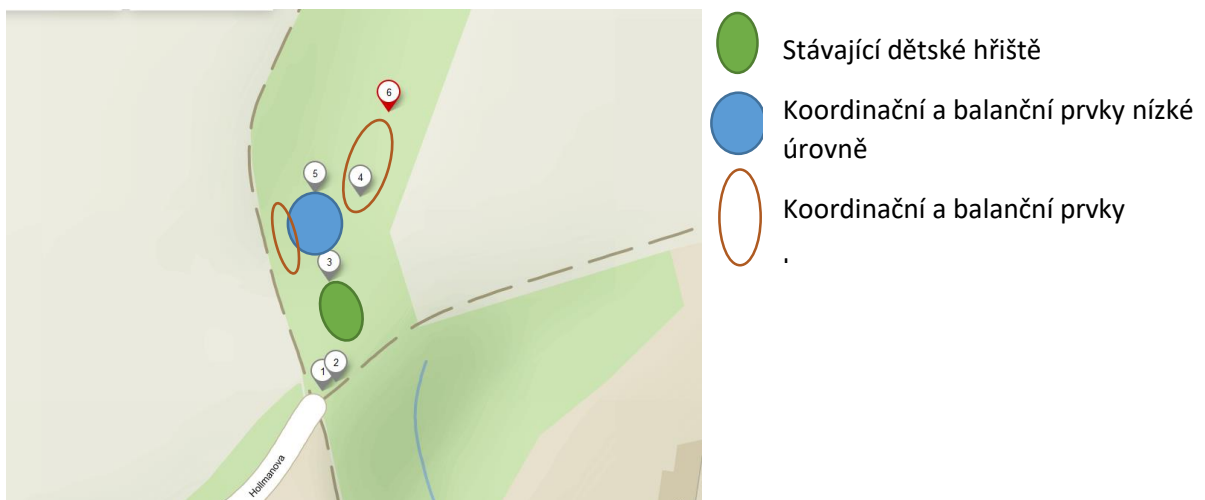 6
5
4
3
2
1
Hollmanova
Stávající dětské hřiště
Koordinační a balanční prvky nízké
úrovně
Koordinační a balanční prvky